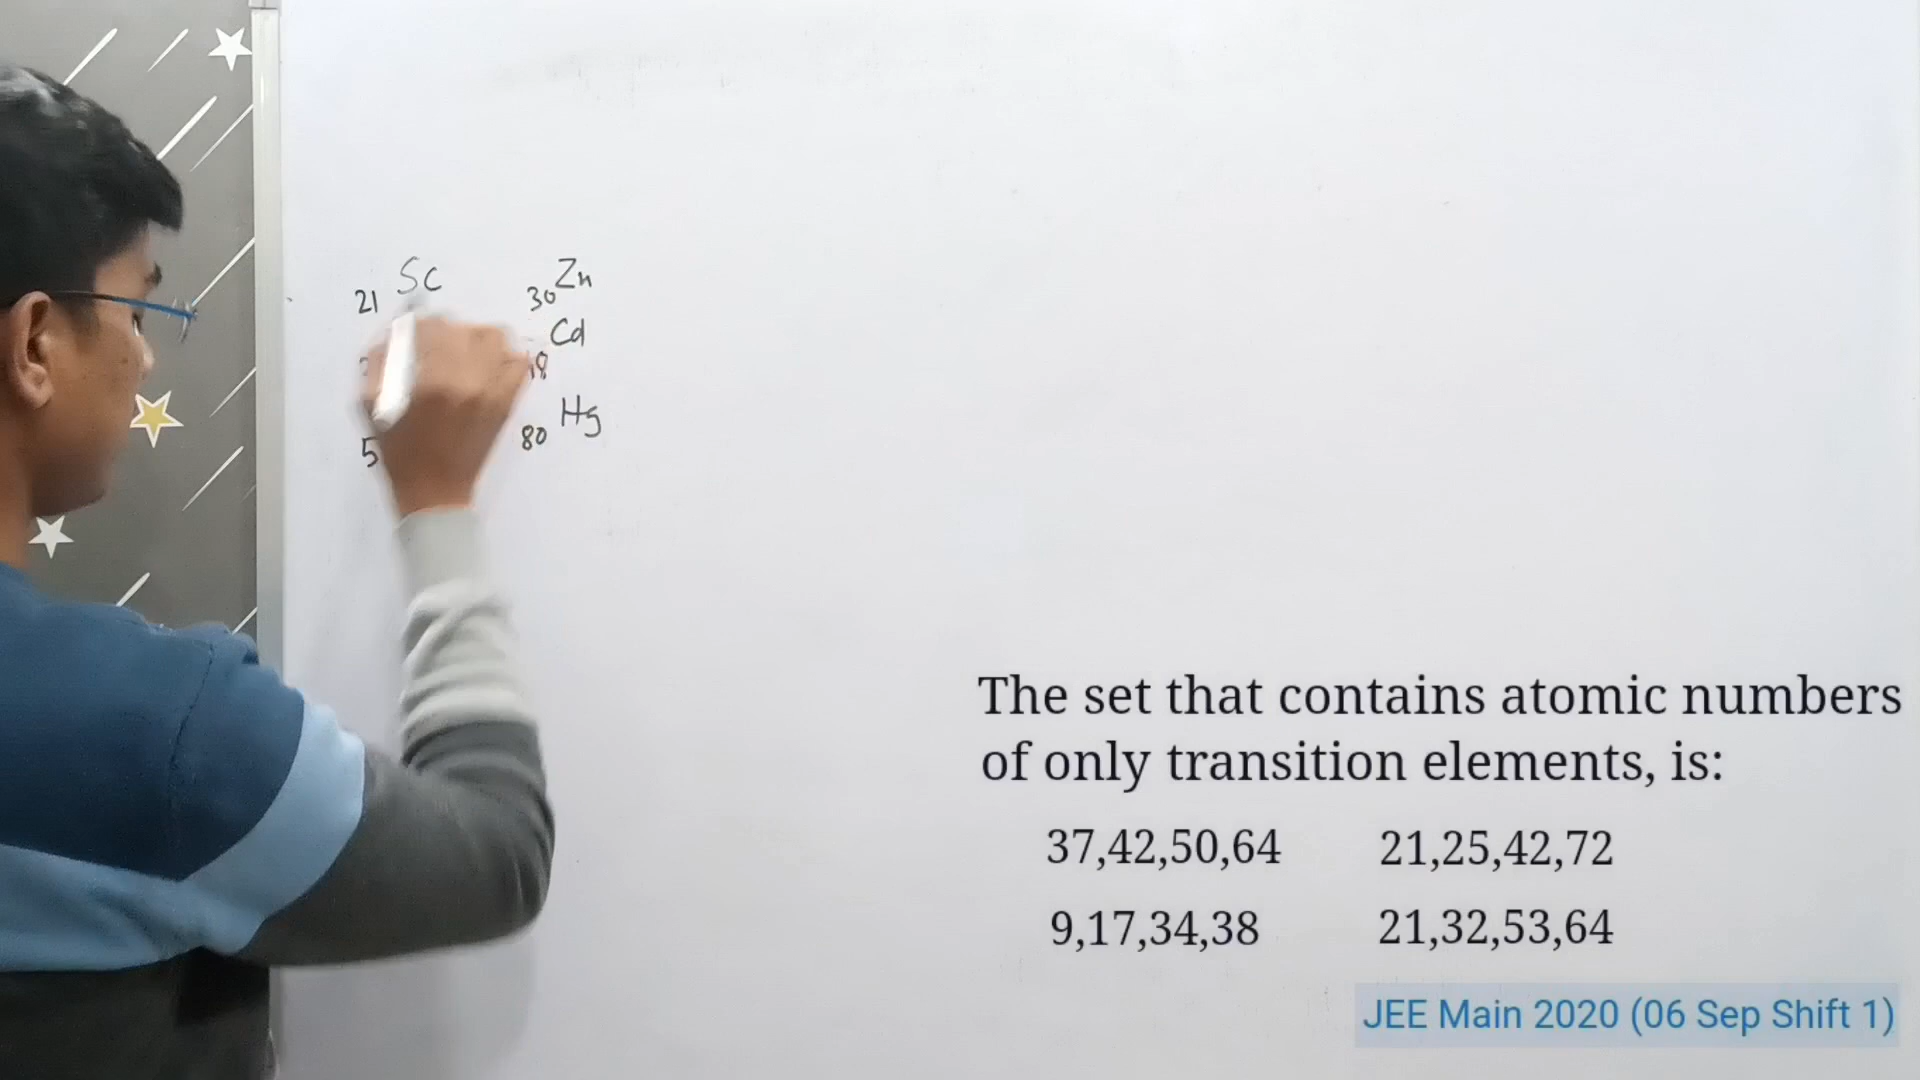 21 Sc 30 Zn
Cd
80 Hg
The set that contains atomic numbers
of only transition elements, is:
37,42,50,64 21,25,42,72
9,17,34,38 21,32,53,64
JEE Main 2020 (06 Sep Shift 1)